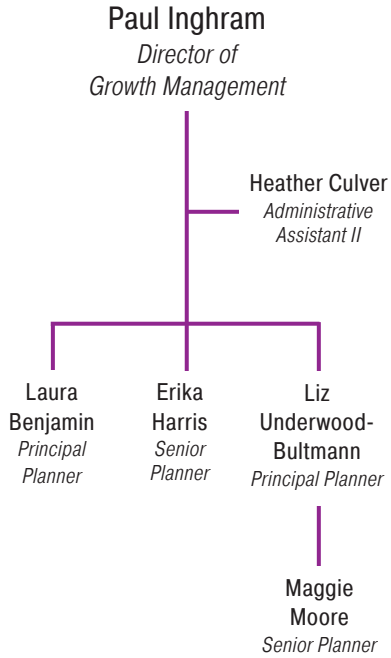 Paul Inghram
Director of
Growth Management
Heather Culver
Administrative
Assistant II
Laura
Benjamin
Principal
Planner
Erika
Harris
Senior
Planner
Liz
Underwood-
Bultmann
Principal Planner
Maggie
Moore
Senior Planner